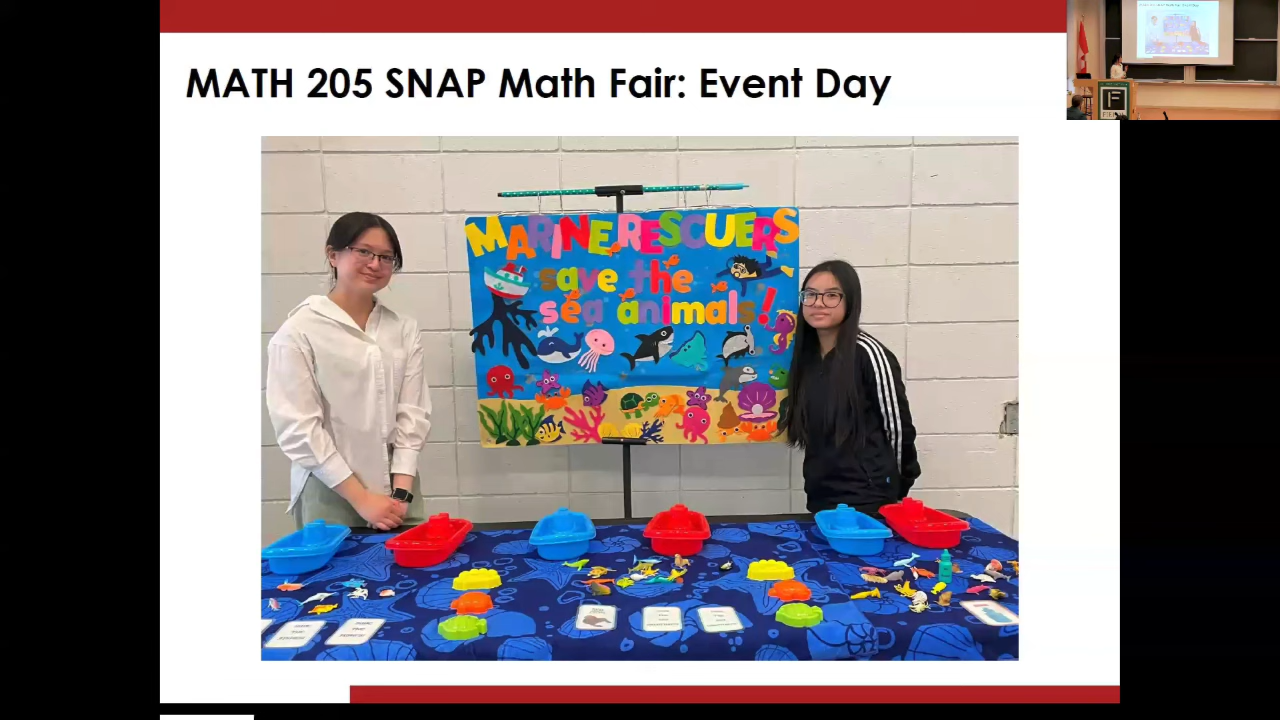 MATH 205 SNAP Math Fair: Event Day
MARINE RESCUERS
save the
sea animals!